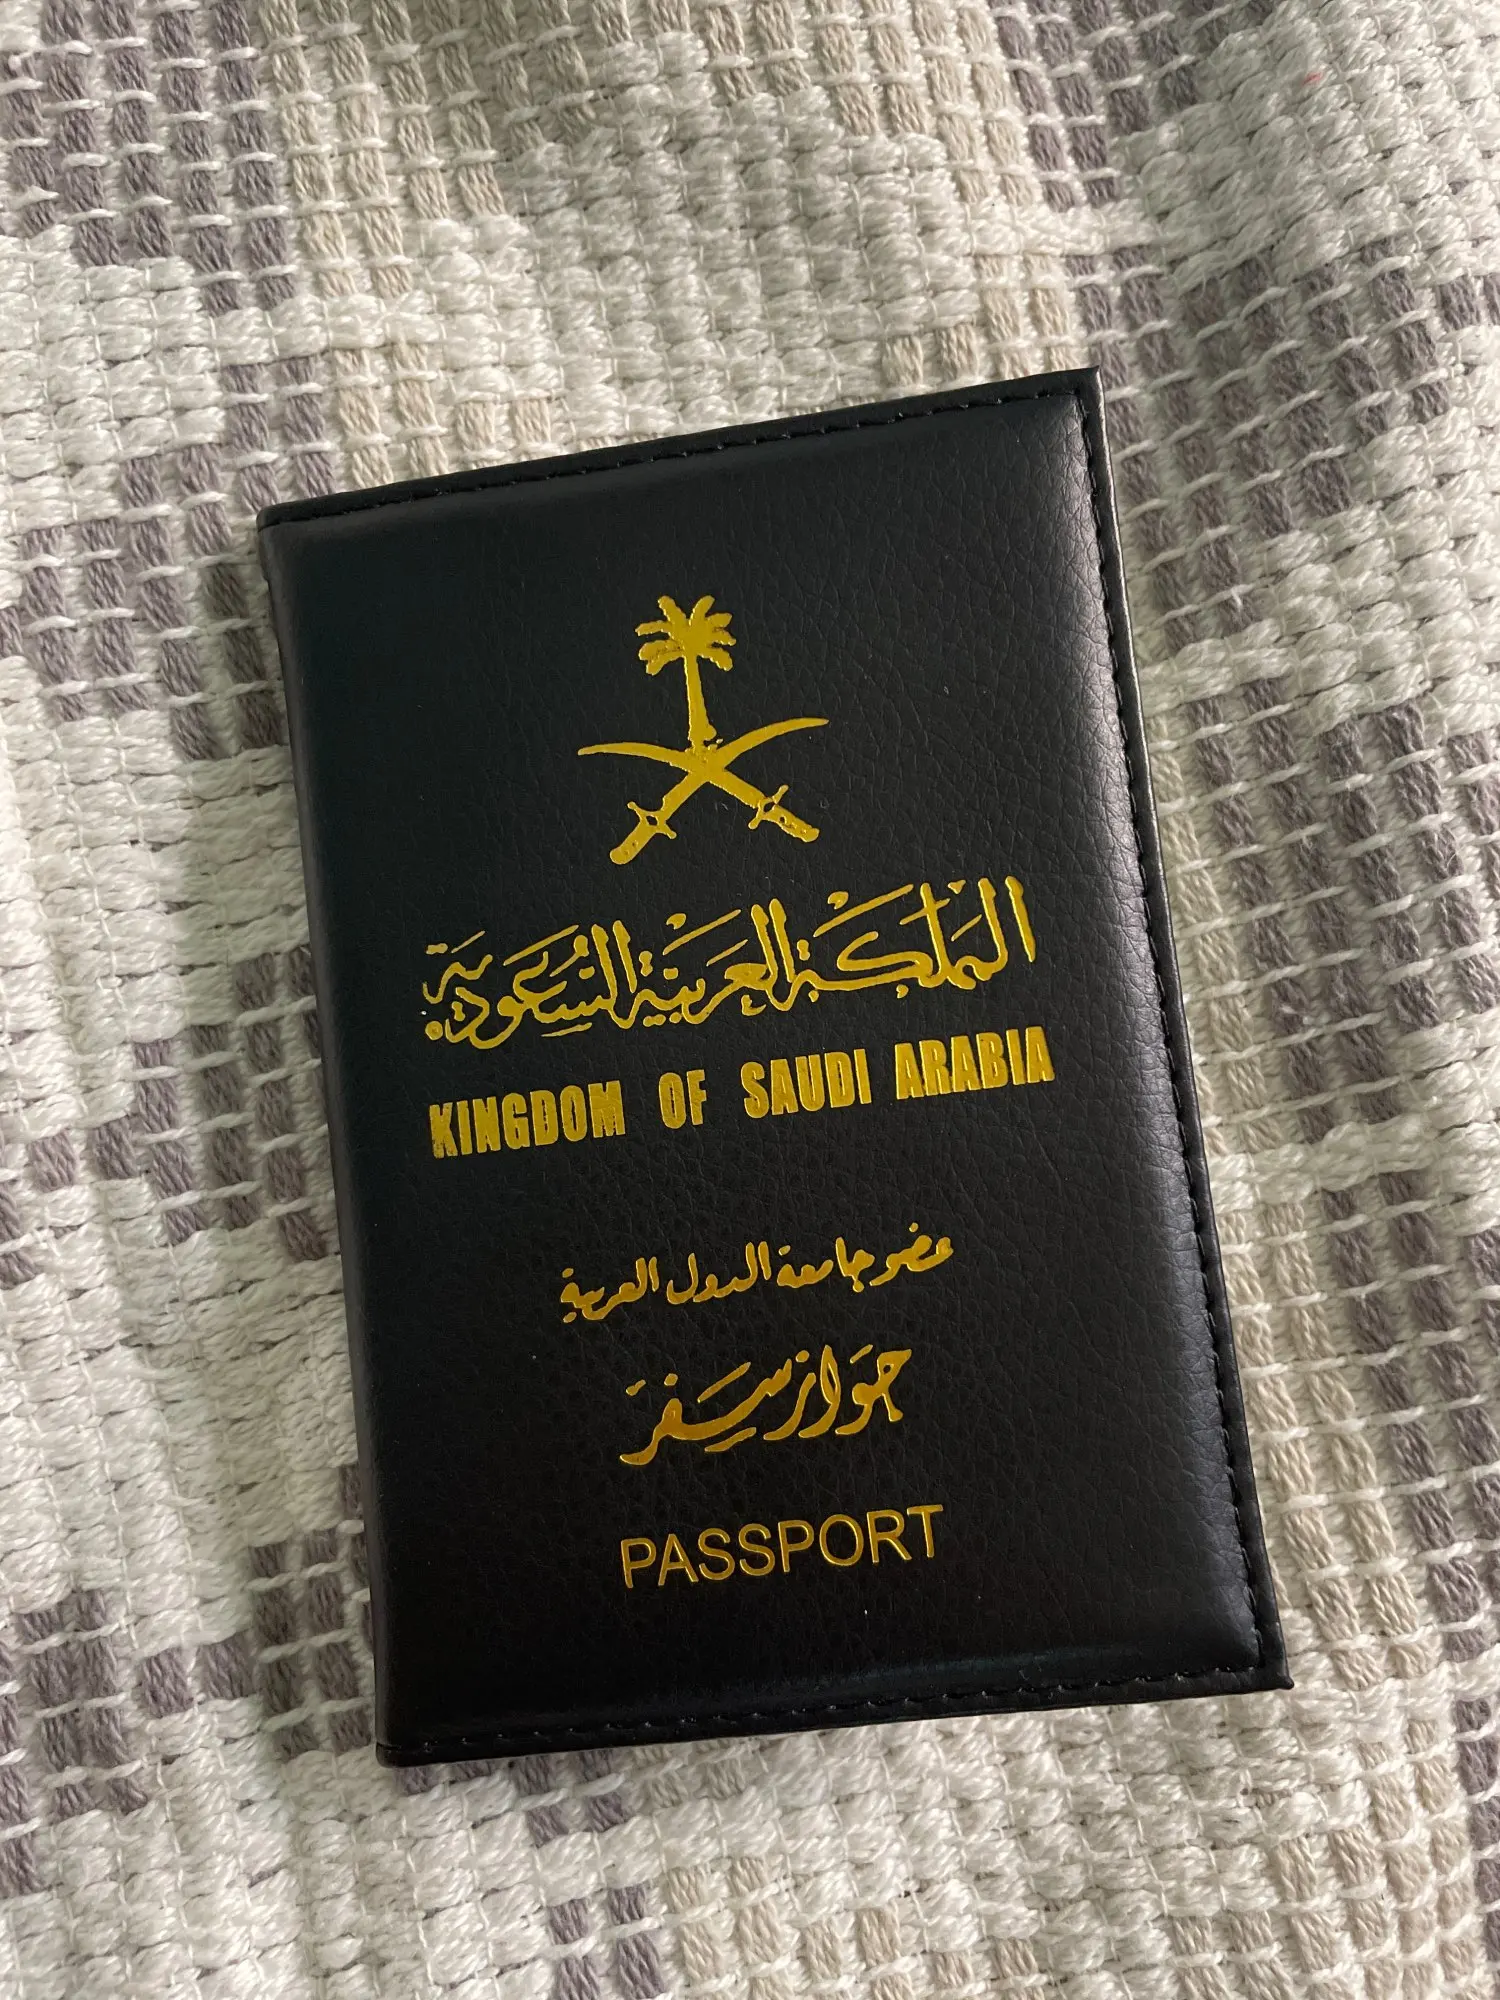 المملكة العربية السعودية
KINGDOM OF SAUDI ARABIA
عضو جامعة الدول العربية
جواز سفر
PASSPORT